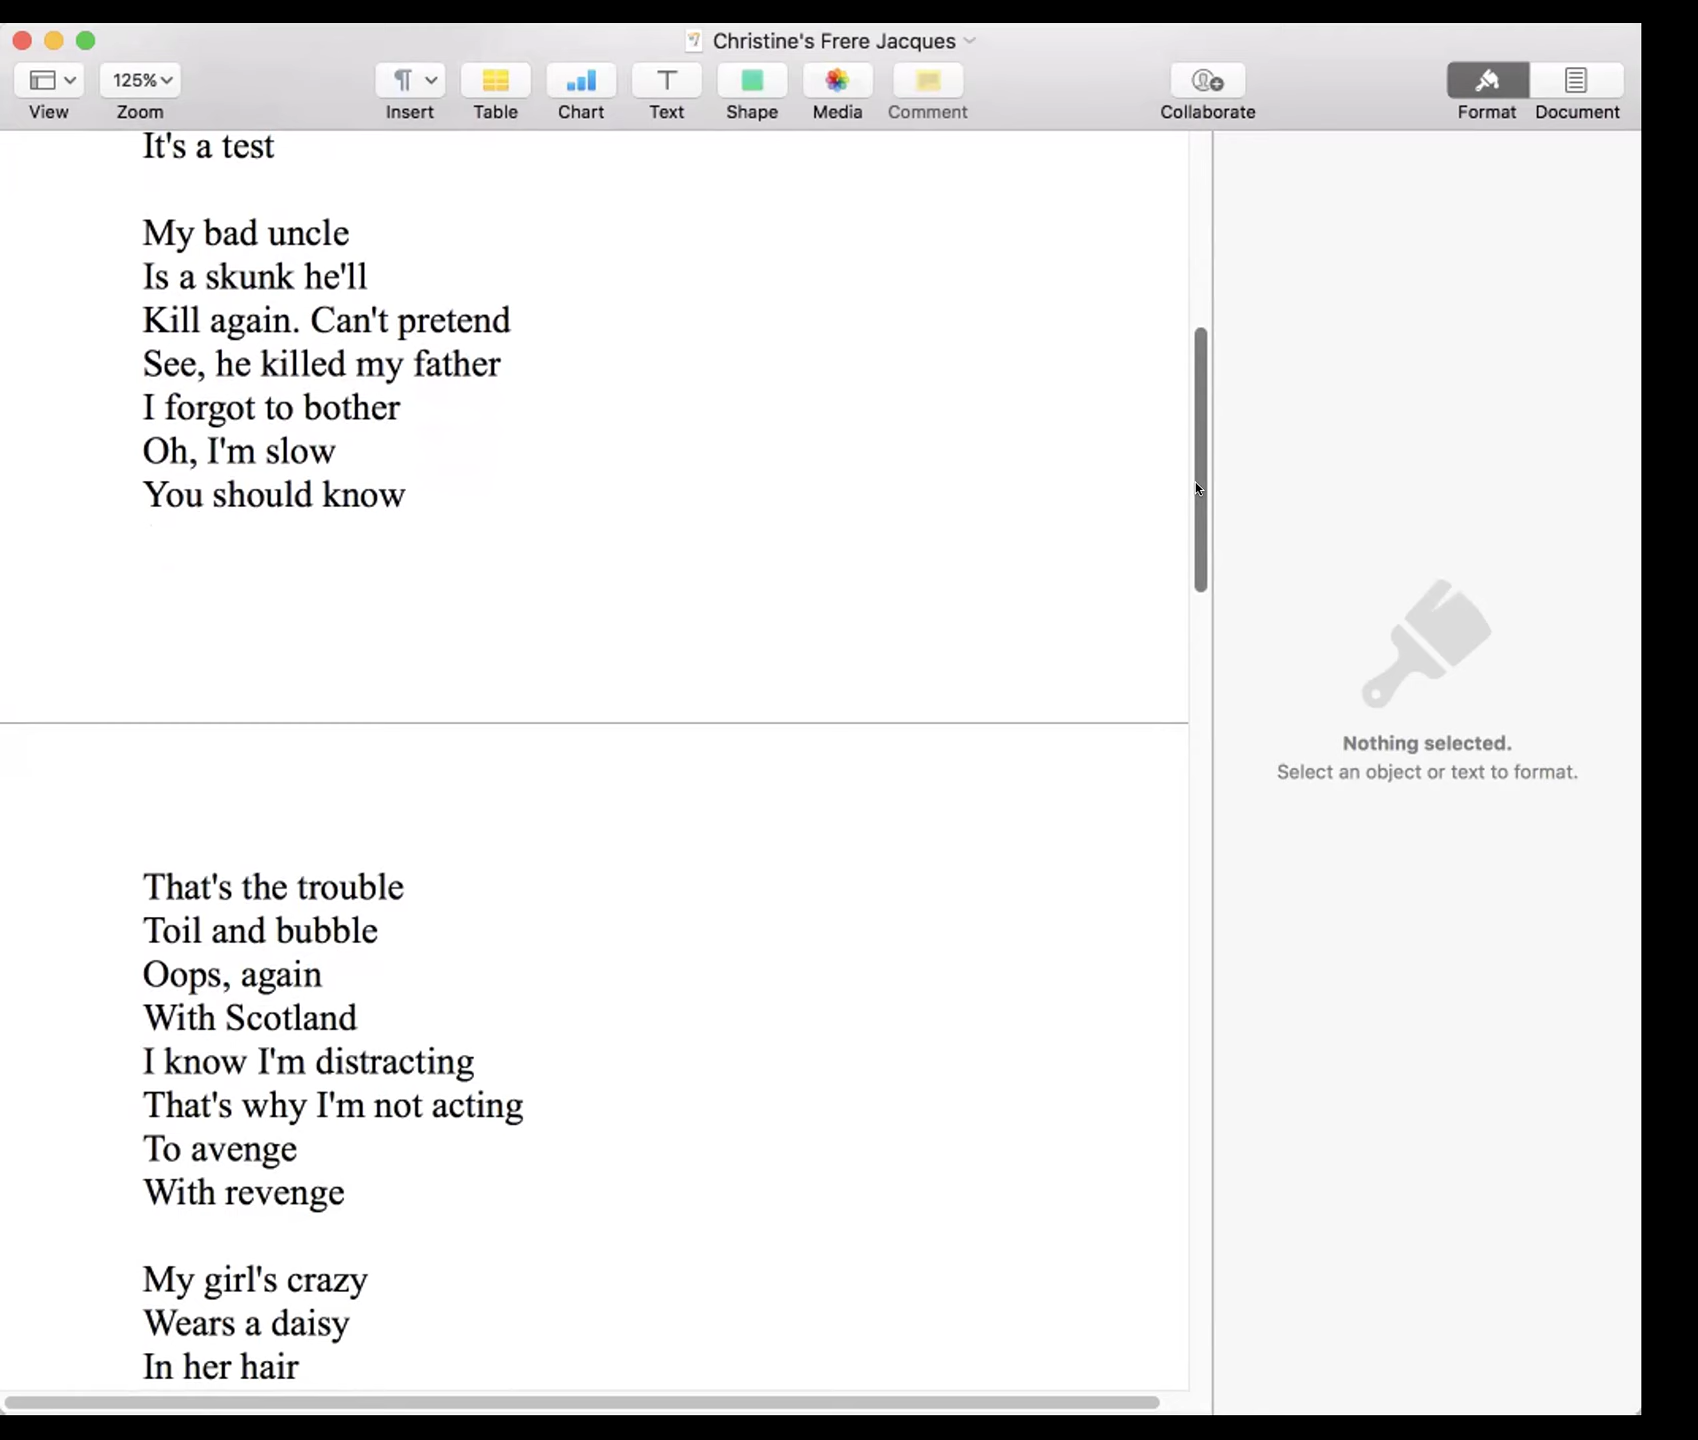 Christine's Frere Jacques
125%
View
Zoom
Insert
Table
Chart
Text
Shape
Media
Comment
Collaborate
Format
Document
It's a test
My bad uncle
Is a skunk he'll
Kill again. Can't pretend
See, he killed my father
I forgot to bother
Oh, I'm slow
You should know
That's the trouble
Toil and bubble
Oops, again
With Scotland
I know I'm distracting
That's why I'm not acting
To avenge
With revenge
My girl's crazy
Wears a daisy
In her hair
Nothing selected.
Select an object or text to format.